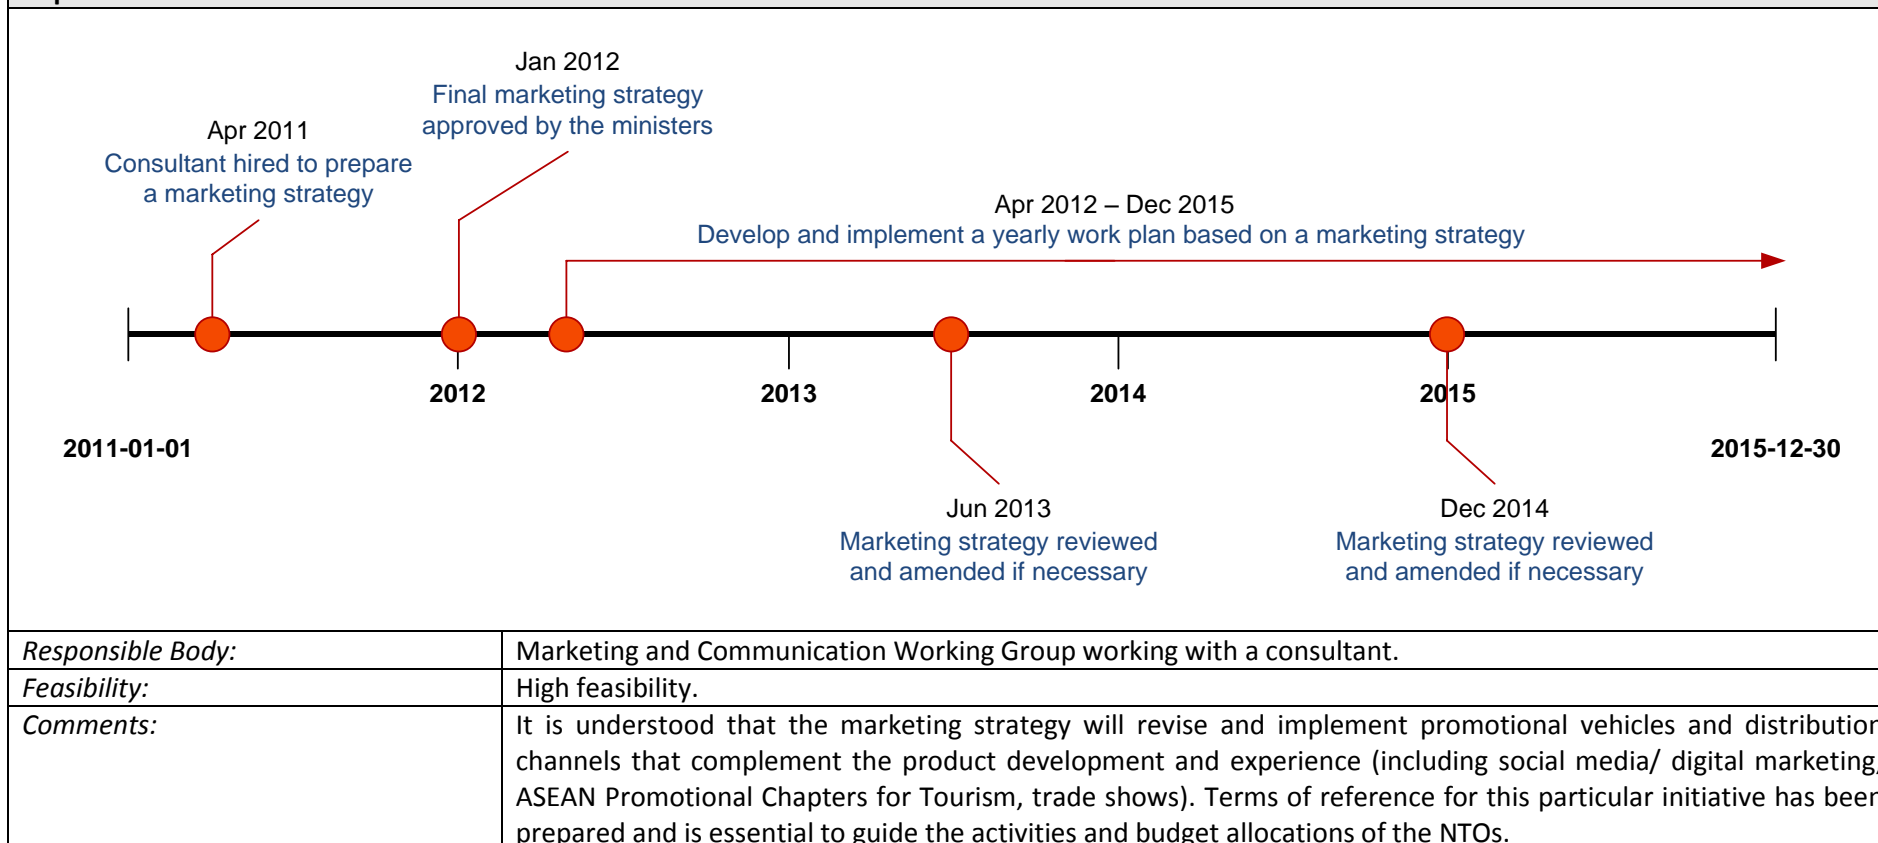 Jan 2012
Final marketing strategy
approved by the ministers
Apr 2011
Consultant hired to prepare
a marketing strategy
Apr 2012 – Dec 2015
Develop and implement a yearly work plan based on a marketing strategy
2012
2013
2014
2015
2011-01-01
2015-12-30
Jun 2013
Marketing strategy reviewed
and amended if necessary
Dec 2014
Marketing strategy reviewed
and amended if necessary
Responsible Body:
Marketing and Communication Working Group working with a consultant.
Feasibility:
High feasibility.
Comments:
It is understood that the marketing strategy will revise and implement promotional vehicles and distribution
channels that complement the product development and experience (including social media/ digital marketing,
ASEAN Promotional Chapters for Tourism, trade shows). Terms of reference for this particular initiative has been
prepared and is essential to guide the activities and budget allocations of the NTOs.